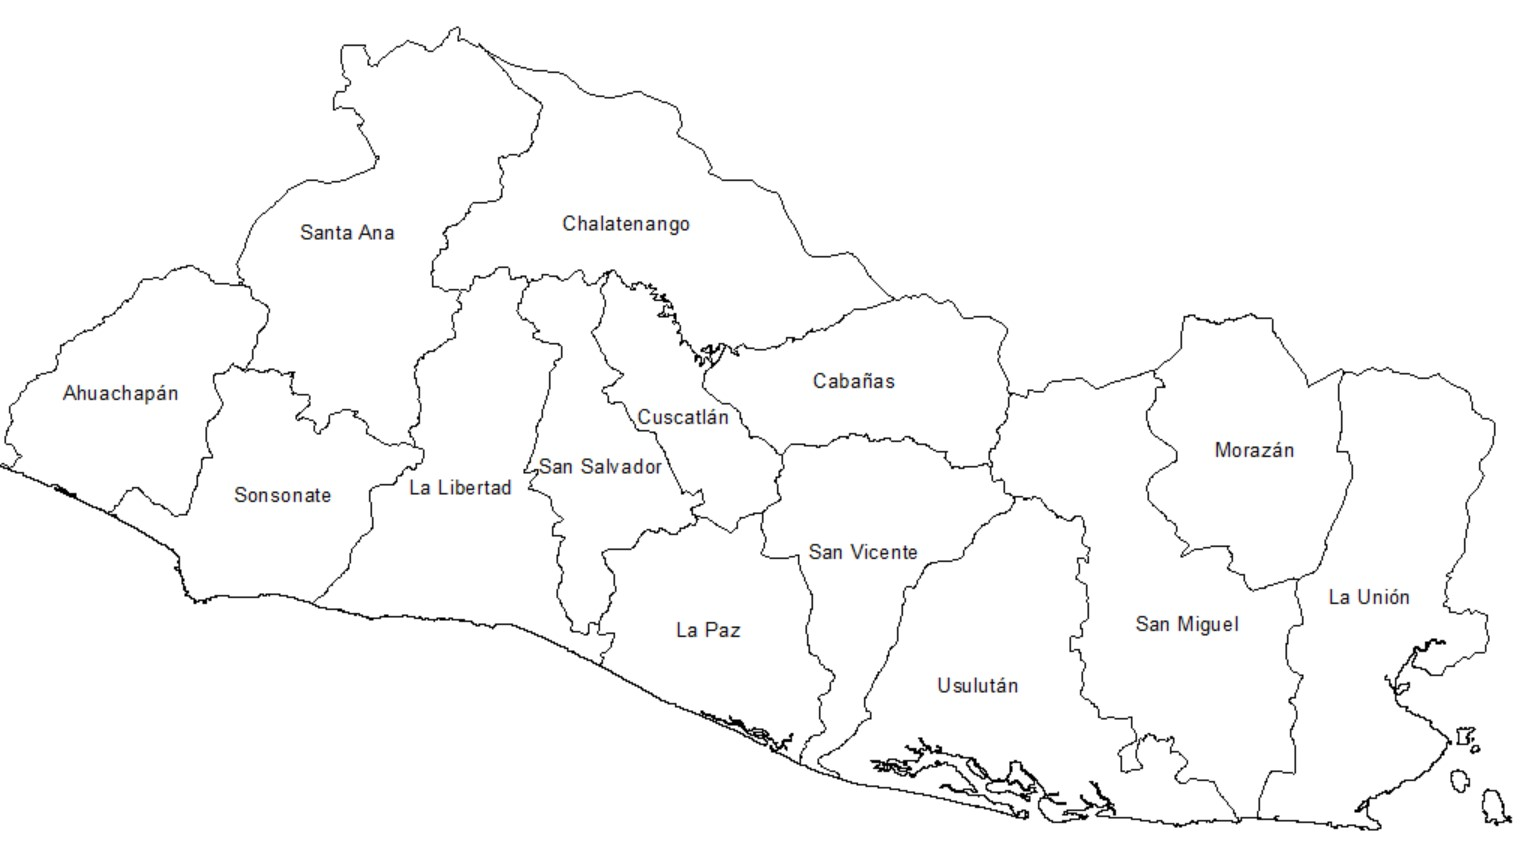 Chalatenango
Santa Ana
Cabañas
Ahuachapán
Cuscatlán
Morazán
San Salvador
La Libertad
Sonsonate
San Vicente
La Unión
San Miguel
La Paz
Usulután